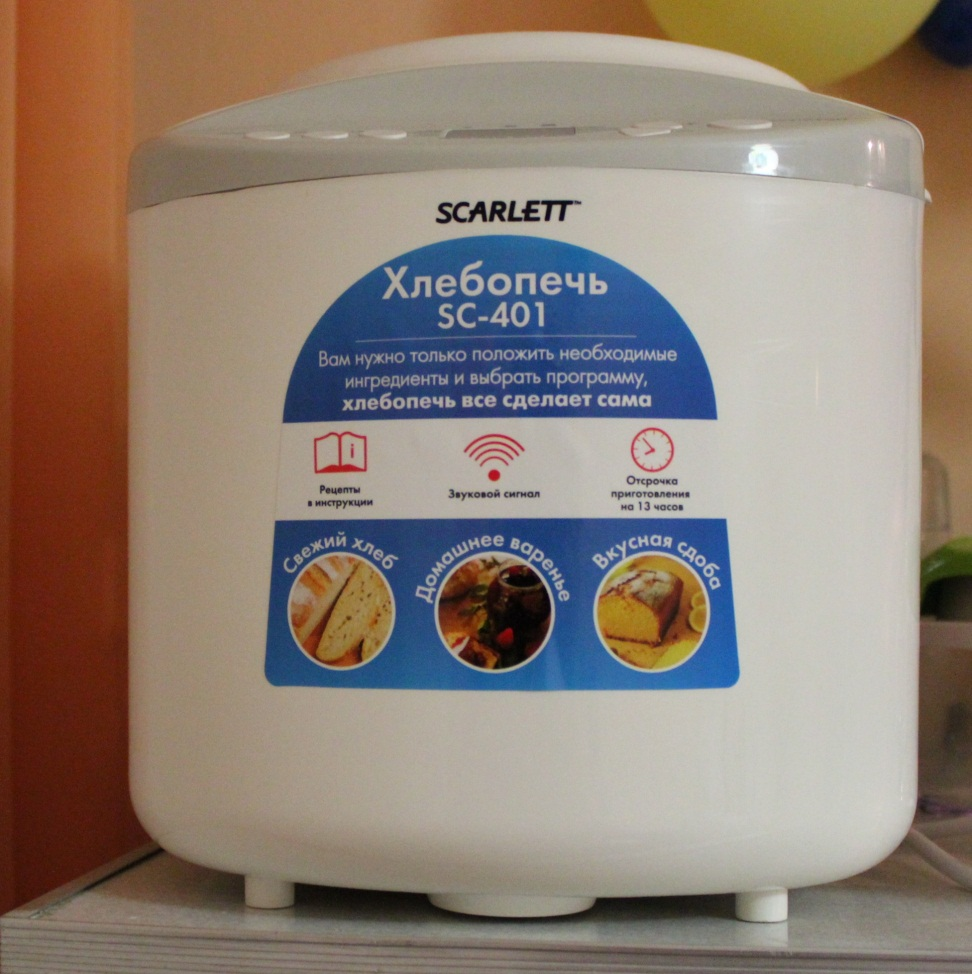 SCARLETT™
Хлебопечь
SC-401
Вам нужно только положить необходимые
ингредиенты и выбрать программу,
хлебопечь все сделает сама
Рецепты
в инструкции
Звуковой сигнал
Отсрочка
приготовления
на 13 часов
Свежий хлеб
Домашнее варенье
Вкусная сдоба